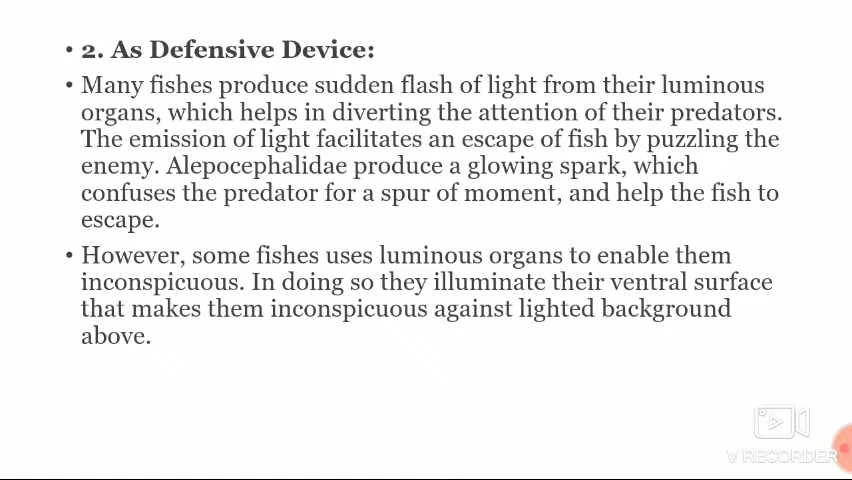 • 2. As Defensive Device:
• Many fishes produce sudden flash of light from their luminous
organs, which helps in diverting the attention of their predators.
The emission of light facilitates an escape of fish by puzzling the
enemy. Alepocephalidae produce a glowing spark, which
confuses the predator for a spur of moment, and help the fish to
escape.
• However, some fishes uses luminous organs to enable them
inconspicuous. In doing so they illuminate their ventral surface
that makes them inconspicuous against lighted background
above.
V RECORDER